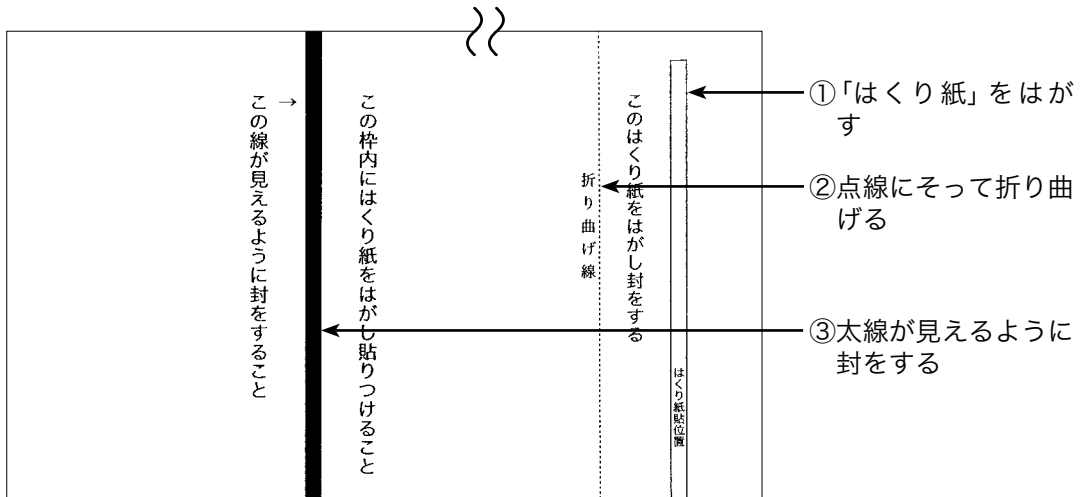 ①「はくり紙」をはが
す
②点線にそって折り曲
げる
③太線が見えるように
封をする
はくり紙貼位置
このはくり紙をはがし封をする
折り曲げ線
この枠内にはくり紙をはがし貼りつけること
→
この線が見えるように封をすること